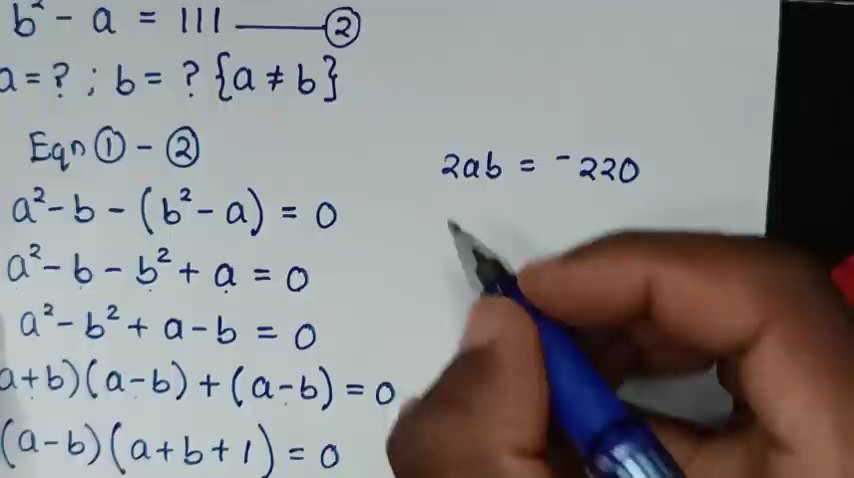 b² - a = 111 ——— ②
a = ? ; b = ? {a ≠ b}
Eqn ① - ②
2ab = -220
a² - b - (b² - a) = 0
a² - b - b² + a = 0
a² - b² + a - b = 0
a+b)(a-b) + (a-b) = 0
(a-b)(a+b+1) = 0